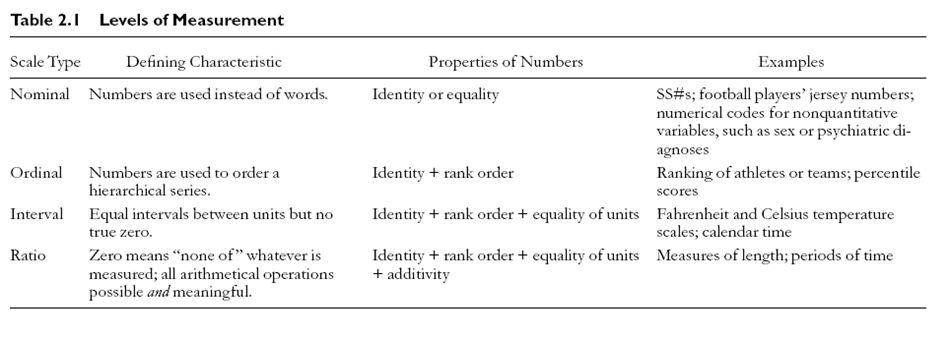 Table 2.1 Levels of Measurement
Scale Type Defining Characteristic Properties of Numbers Examples
Nominal Numbers are used instead of words. Identity or equality SS#s; football players’ jersey numbers;
numerical codes for nonquantitative
variables, such as sex or psychiatric di-
agnoses
Ordinal Numbers are used to order a Identity + rank order Ranking of athletes or teams; percentile
hierarchical series. scores
Interval Equal intervals between units but no Identity + rank order + equality of units Fahrenheit and Celsius temperature
true zero. scales; calendar time
Ratio Zero means “none of” whatever is Identity + rank order + equality of units Measures of length; periods of time
measured; all arithmetical operations + additivity
possible and meaningful.